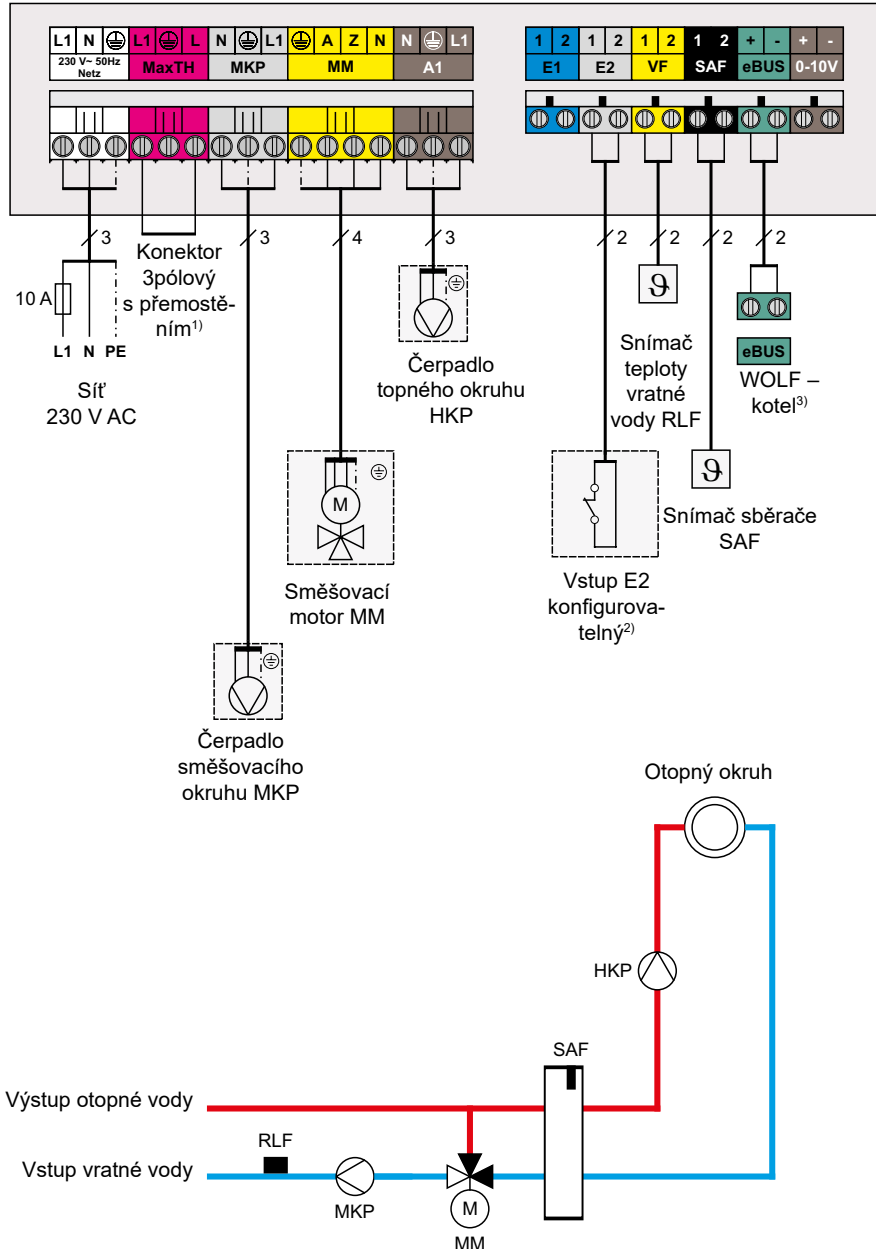 L1 N L1 L N L1 A Z N N L1 1 2 1 2 1 2 1 2 + - + -
230 V~ 50Hz
Netz
MaxTH MKP MM A1 E1 E2 VF SAF eBUS 0-10V
3 3 4 3 2 2 2 2
10 A
L1 N PE
Síť
230 V AC
Konektor
3pólový
s přemostě-
ním1)
Čerpadlo
topného okruhu
HKP
M
Směšovací
motor MM
Čerpadlo
směšovacího
okruhu MKP
ϑ
Snímač
teploty
vratné
vody RLF
eBUS
WOLF –
kotel3)
ϑ
Snímač sběrače
SAF
Vstup E2
konfigurova-
telný2)
Otopný okruh
HKP
SAF
Výstup otopné vody
RLF
Vstup vratné vody
MKP
M
MM